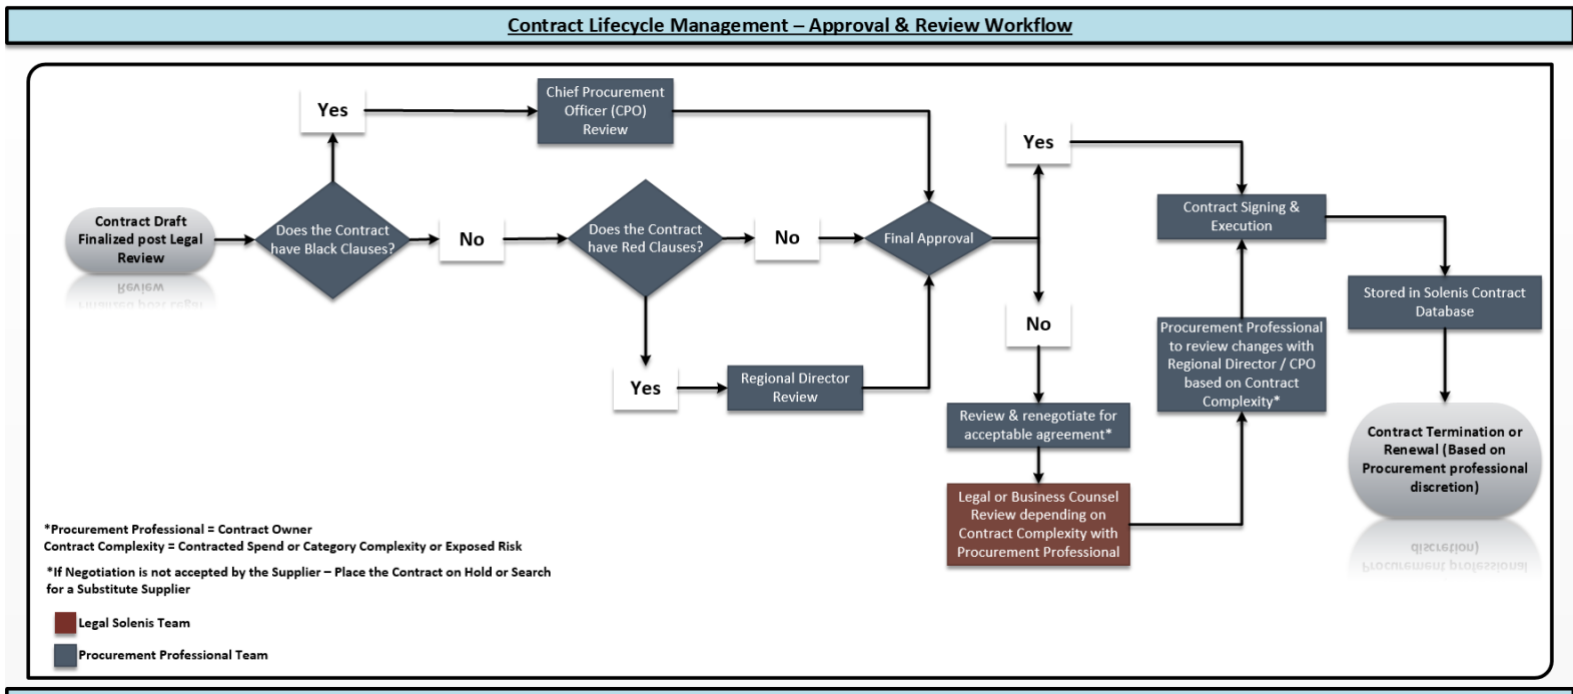 Contract Lifecycle Management – Approval & Review Workflow
Yes
Chief Procurement
Officer (CPO)
Review
Contract Draft
Finalized post Legal
Review
Does the Contract
have Black Clauses?
No
Does the Contract
have Red Clauses?
No
Final Approval
Yes
Regional Director
Review
Yes
Contract Signing &
Execution
No
Review & renegotiate for
acceptable agreement*
Legal or Business Counsel
Review depending on
Contract Complexity with
Procurement Professional
Procurement Professional
to review changes with
Regional Director / CPO
based on Contract
Complexity*
Stored in Solenis Contract
Database
Contract Termination or
Renewal (Based on
Procurement professional
discretion)
*Procurement Professional = Contract Owner
Contract Complexity = Contracted Spend or Category Complexity or Exposed Risk
*If Negotiation is not accepted by the Supplier – Place the Contract on Hold or Search
for a Substitute Supplier
Legal Solenis Team
Procurement Professional Team